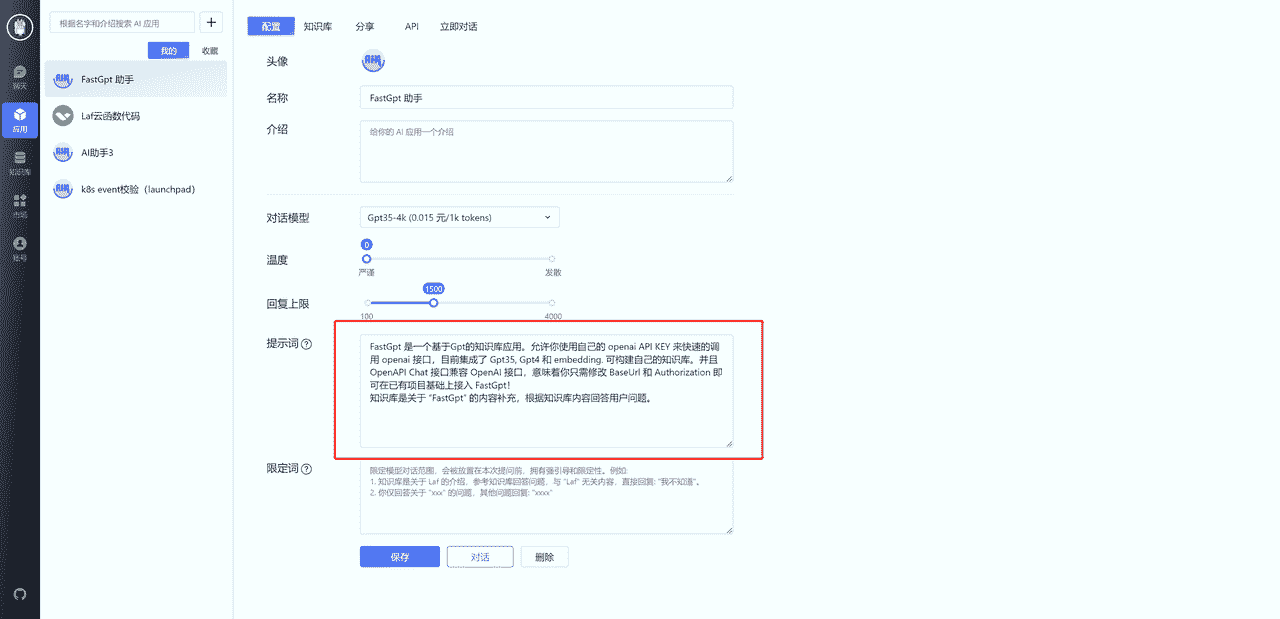 根据名字和介绍搜索 AI 应用
我的
收藏
聊天
应用
知识库
市场
账号
FastGpt 助手
Laf云函数代码
AI助手3
k8s event校验（launchpad）
配置
知识库
分享
API
立即对话
头像
名称
FastGpt 助手
介绍
给你的 AI 应用一个介绍
对话模型
Gpt35-4k (0.015 元/1k tokens)
温度
0
严谨
发散
回复上限
1500
100
4000
提示词
FastGpt 是一个基于Gpt的知识库应用。允许你使用自己的 openai API KEY 来快速的调
用 openai 接口，目前集成了 Gpt35, Gpt4 和 embedding. 可构建自己的知识库。并且
OpenAPI Chat 接口兼容 OpenAI 接口，意味着你只需修改 BaseUrl 和 Authorization 即
可在已有项目基础上接入 FastGpt！
知识库是关于 “FastGpt” 的内容补充，根据知识库内容回答用户问题。
限定词
限定模型对话范围，会被放置在本次提问前，拥有强引导和限定性。例如:
1. 知识库是关于 Laf 的介绍，参考知识库回答问题，与 "Laf" 无关内容，直接回复: "我不知道"。
2. 你仅回答关于 "xxx" 的问题，其他问题回复: "xxxx"
保存
对话
删除